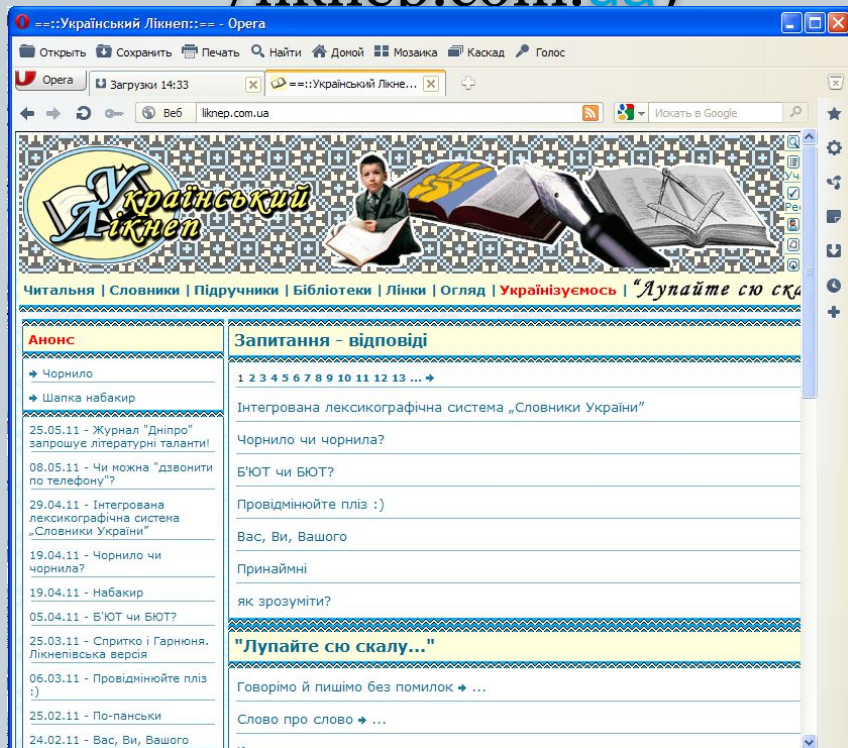 /liknep.com.ua/
==::Український Лікнеп::== - Opera
Открыть Сохранить Печать Найти Домой Мозаика Каскад Голос
Opera Загрузки 14:33 ==::Український Лікне...
Веб liknep.com.ua Искать в Google
Український
Лікнеп
Уч
Ре
Читальня | Словники | Підручники | Бібліотеки | Лінки | Огляд | Українізуємось | "Лупайте сю ска
Анонс
Чорнило
Шапка набакир
25.05.11 - Журнал "Дніпро"
запрошує літературні таланти!
08.05.11 - Чи можна "дзвонити
по телефону"?
29.04.11 - Інтегрована
лексикографічна система
„Словники України”
19.04.11 - Чорнило чи
чорнила?
19.04.11 - Набакир
05.04.11 - Б'ЮТ чи БЮТ?
25.03.11 - Спритко і Гарнюня.
Лікнепівська версія
06.03.11 - Провідмінюйте пліз
:)
25.02.11 - По-панськи
24.02.11 - Вас, Ви, Вашого
Запитання - відповіді
1 2 3 4 5 6 7 8 9 10 11 12 13 ...
Інтегрована лексикографічна система „Словники України”
Чорнило чи чорнила?
Б'ЮТ чи БЮТ?
Провідмінюйте пліз :)
Вас, Ви, Вашого
Принаймні
як зрозуміти?
"Лупайте сю скалу..."
Говорімо й пишімо без помилок ...
Слово про слово ...